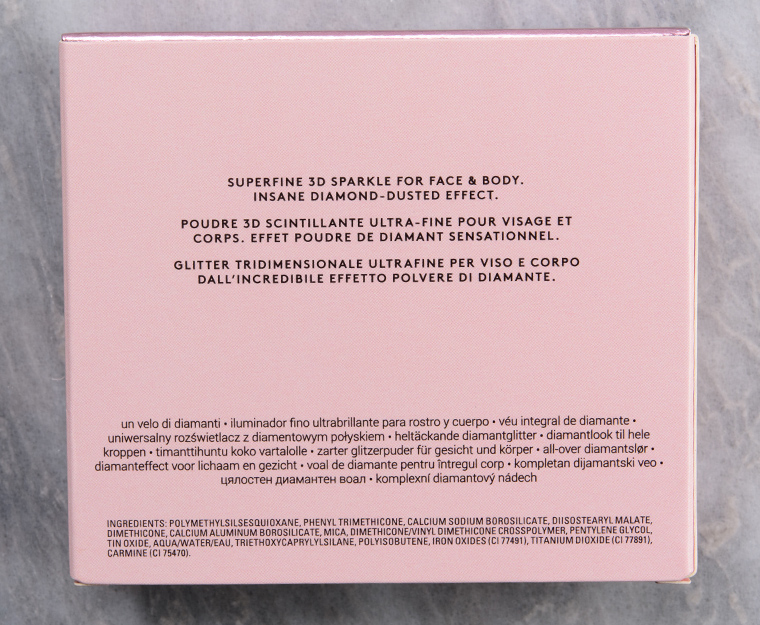 SUPERFINE 3D SPARKLE FOR FACE & BODY.
INSANE DIAMOND-DUSTED EFFECT.
POUDRE 3D SCINTILLANTE ULTRA-FINE POUR VISAGE ET
CORPS. EFFET POUDRE DE DIAMANT SENSATIONNEL.
GLITTER TRIDIMENSIONALE ULTRAFINE PER VISO E CORPO
DALL'INCREDIBILE EFFETTO POLVERE DI DIAMANTE.
un velo di diamanti • iluminador fino ultrabrillante para rostro y cuerpo • véu integral de diamante •
uniwersalny rozświetlacz z diamentowym połyskiem • heltäckande diamantglitter • diamantlook til hele
kroppen • timanttihuntu koko vartalolle • zarter glitzerpuder für gesicht und körper • all-over diamantslør •
diamanteffect voor lichaam en gezicht • voal de diamante pentru întregul corp • kompletan dijamantski veo •
цялостен диамантен воал • komplexní diamantový nádech
INGREDIENTS: POLYMETHYLSILSESQUIOXANE, PHENYL TRIMETHICONE, CALCIUM SODIUM BOROSILICATE, DIISOSTEARYL MALATE,
DIMETHICONE, CALCIUM ALUMINUM BOROSILICATE, MICA, DIMETHICONE/VINYL DIMETHICONE CROSSPOLYMER, PENTYLENE GLYCOL,
TIN OXIDE, AQUA/WATER/EAU, TRIETHOXYCAPRYLYLSILANE, POLYISOBUTENE, IRON OXIDES (CI 77491), TITANIUM DIOXIDE (CI 77891),
CARMINE (CI 75470).